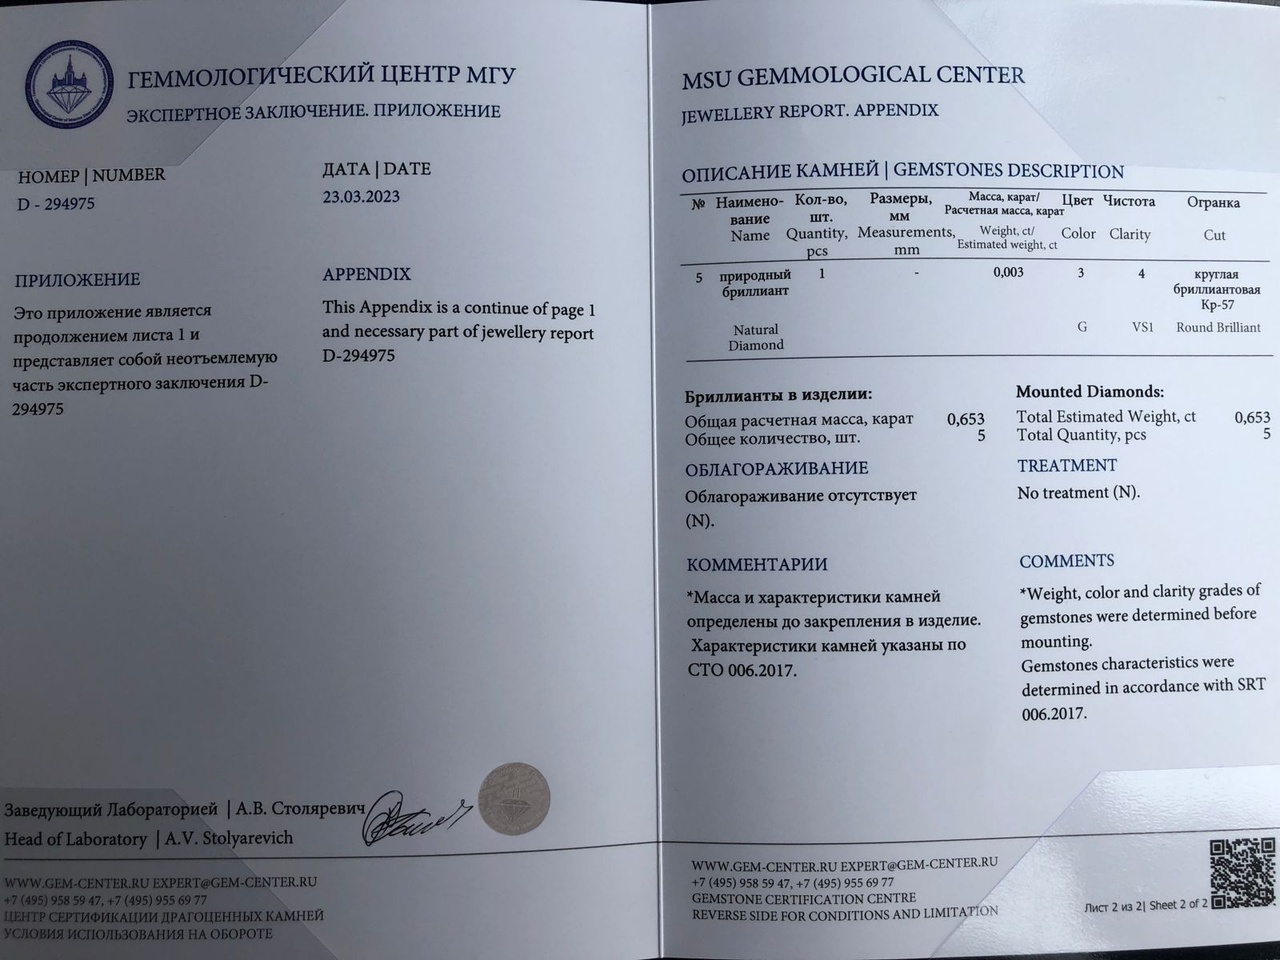 ГЕММОЛОГИЧЕСКИЙ ЦЕНТР МГУ
ЭКСПЕРТНОЕ ЗАКЛЮЧЕНИЕ. ПРИЛОЖЕНИЕ
НОМЕР | NUMBER
D - 294975
ДАТА | DATE
23.03.2023
ПРИЛОЖЕНИЕ
Это приложение является
продолжением листа 1 и
представляет собой неотъемлемую
часть экспертного заключения D-
294975
APPENDIX
This Appendix is a continue of page 1
and necessary part of jewellery report
D-294975
Заведующий Лабораторией | А.В. Столяревич
Head of Laboratory | A.V. Stolyarevich
WWW.GEM-CENTER.RU EXPERT@GEM-CENTER.RU
+7 (495) 958 59 47, +7 (495) 955 69 77
ЦЕНТР СЕРТИФИКАЦИИ ДРАГОЦЕННЫХ КАМНЕЙ
УСЛОВИЯ ИСПОЛЬЗОВАНИЯ НА ОБОРОТЕ
MSU GEMMOLOGICAL CENTER
JEWELLERY REPORT. APPENDIX
ОПИСАНИЕ КАМНЕЙ | GEMSTONES DESCRIPTION
№ Наимено- Кол-во, Размеры, Масса, карат/ Цвет Чистота Огранка
вание шт. мм Расчетная масса, карат
Name Quantity, Measurements, Weight, ct/ Color Clarity Cut
pcs mm Estimated weight, ct
5 природный 1 - 0,003 3 4 круглая
бриллиант бриллиантовая
Кр-57
Natural G VS1 Round Brilliant
Diamond
Бриллианты в изделии:
Общая расчетная масса, карат 0,653
Общее количество, шт. 5
Mounted Diamonds:
Total Estimated Weight, ct 0,653
Total Quantity, pcs 5
ОБЛАГОРАЖИВАНИЕ
Облагораживание отсутствует
(N).
TREATMENT
No treatment (N).
КОММЕНТАРИИ
*Масса и характеристики камней
определены до закрепления в изделие.
Характеристики камней указаны по
СТО 006.2017.
COMMENTS
*Weight, color and clarity grades of
gemstones were determined before
mounting.
Gemstones characteristics were
determined in accordance with SRT
006.2017.
WWW.GEM-CENTER.RU EXPERT@GEM-CENTER.RU
+7 (495) 958 59 47, +7 (495) 955 69 77
GEMSTONE CERTIFICATION CENTRE
REVERSE SIDE FOR CONDITIONS AND LIMITATION
Лист 2 из 2| Sheet 2 of 2